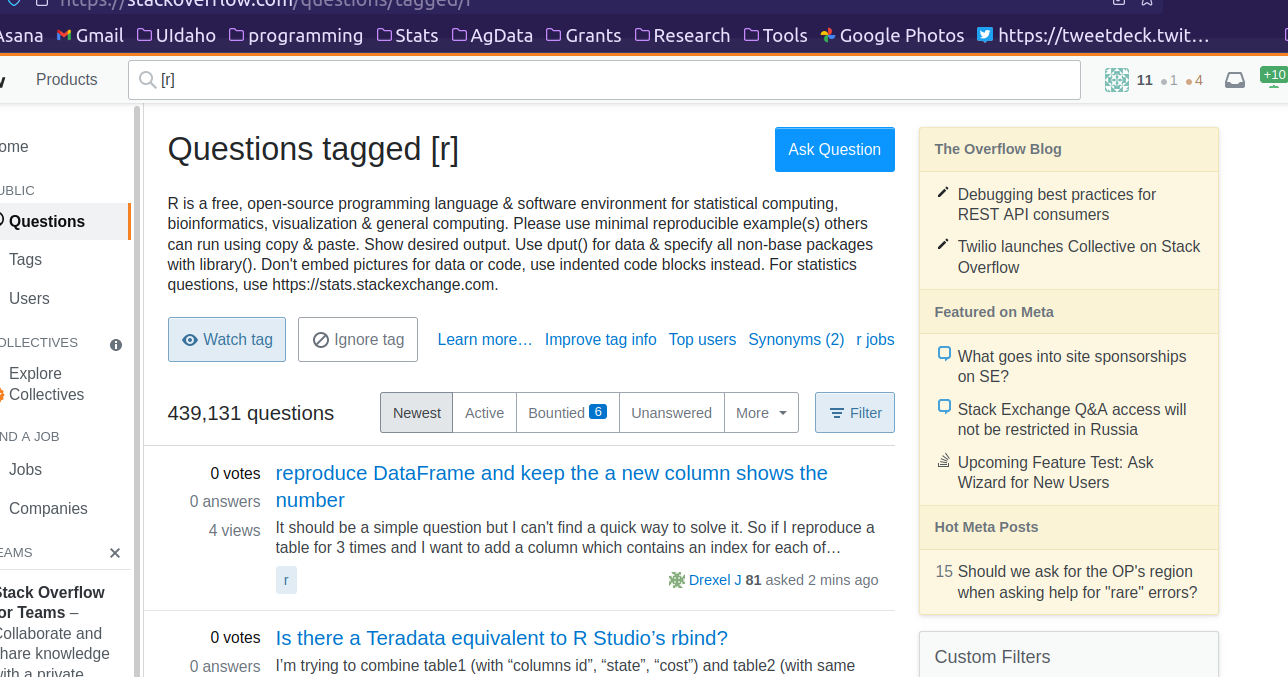 https://stackoverflow.com/questions/tagged/r
Asana Gmail UIdaho programming Stats AgData Grants Research Tools Google Photos https://tweetdeck.twit…
Products [r] 11 1 4 +10
ome
UBLIC
Questions
Tags
Users
OLLECTIVES
Explore
Collectives
ND A JOB
Jobs
Companies
EAMS
Stack Overflow
or Teams –
Collaborate and
hare knowledge
with a private
Questions tagged [r]
Ask Question
R is a free, open-source programming language & software environment for statistical computing,
bioinformatics, visualization & general computing. Please use minimal reproducible example(s) others
can run using copy & paste. Show desired output. Use dput() for data & specify all non-base packages
with library(). Don't embed pictures for data or code, use indented code blocks instead. For statistics
questions, use https://stats.stackexchange.com.
Watch tag Ignore tag Learn more… Improve tag info Top users Synonyms (2) r jobs
439,131 questions Newest Active Bountied 6 Unanswered More Filter
0 votes
0 answers
4 views
reproduce DataFrame and keep the a new column shows the
number
It should be a simple question but I can't find a quick way to solve it. So if I reproduce a
table for 3 times and I want to add a column which contains an index for each of…
r
Drexel J 81 asked 2 mins ago
0 votes
0 answers
Is there a Teradata equivalent to R Studio’s rbind?
I’m trying to combine table1 (with “columns id”, “state”, “cost”) and table2 (with same
The Overflow Blog
Debugging best practices for
REST API consumers
Twilio launches Collective on Stack
Overflow
Featured on Meta
What goes into site sponsorships
on SE?
Stack Exchange Q&A access will
not be restricted in Russia
Upcoming Feature Test: Ask
Wizard for New Users
Hot Meta Posts
15 Should we ask for the OP's region
when asking help for "rare" errors?
Custom Filters